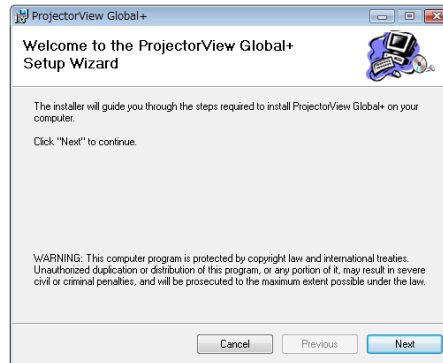 ProjectorView Global+
Welcome to the ProjectorView Global+
Setup Wizard
The installer will guide you through the steps required to install ProjectorView Global+ on your
computer.
Click "Next" to continue.
WARNING: This computer program is protected by copyright law and international treaties.
Unauthorized duplication or distribution of this program, or any portion of it, may result in severe
civil or criminal penalties, and will be prosecuted to the maximum extent possible under the law.
Cancel Previous Next